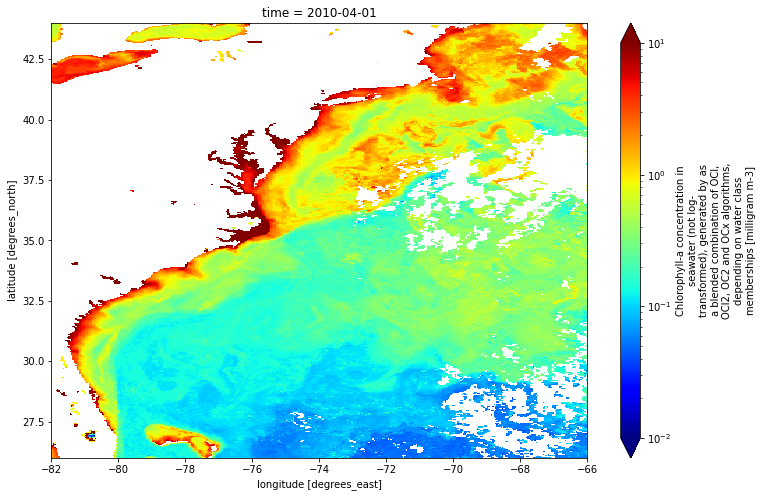 time = 2010-04-01
42.5
40.0
37.5
35.0
32.5
30.0
27.5
latitude [degrees_north]
−82
−80
−78
−76
−74
−72
−70
−68
−66
longitude [degrees_east]
10¹
10⁰
10⁻¹
10⁻²
Chlorophyll-a concentration in
seawater (not log-
transformed), generated by as
a blended combination of OCI,
OCI2, OC2 and OCx algorithms,
depending on water class
memberships [milligram m-3]